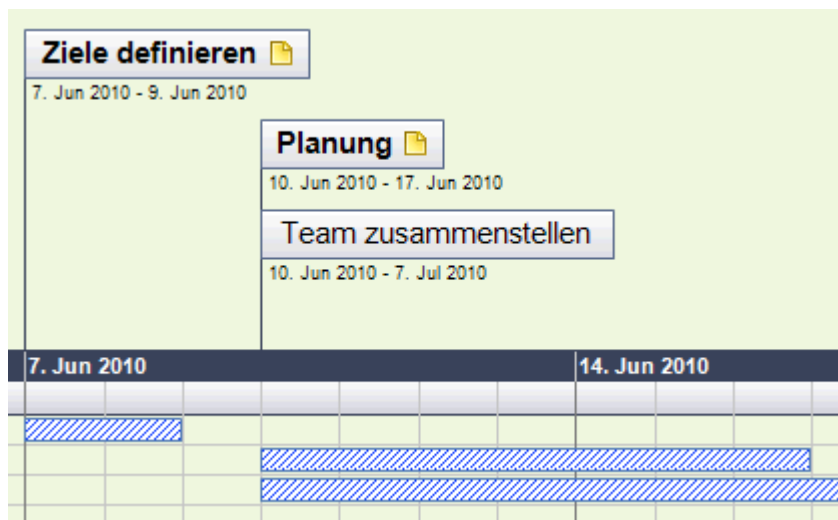 Ziele definieren
7. Jun 2010 - 9. Jun 2010
Planung
10. Jun 2010 - 17. Jun 2010
Team zusammenstellen
10. Jun 2010 - 7. Jul 2010
7. Jun 2010 14. Jun 2010